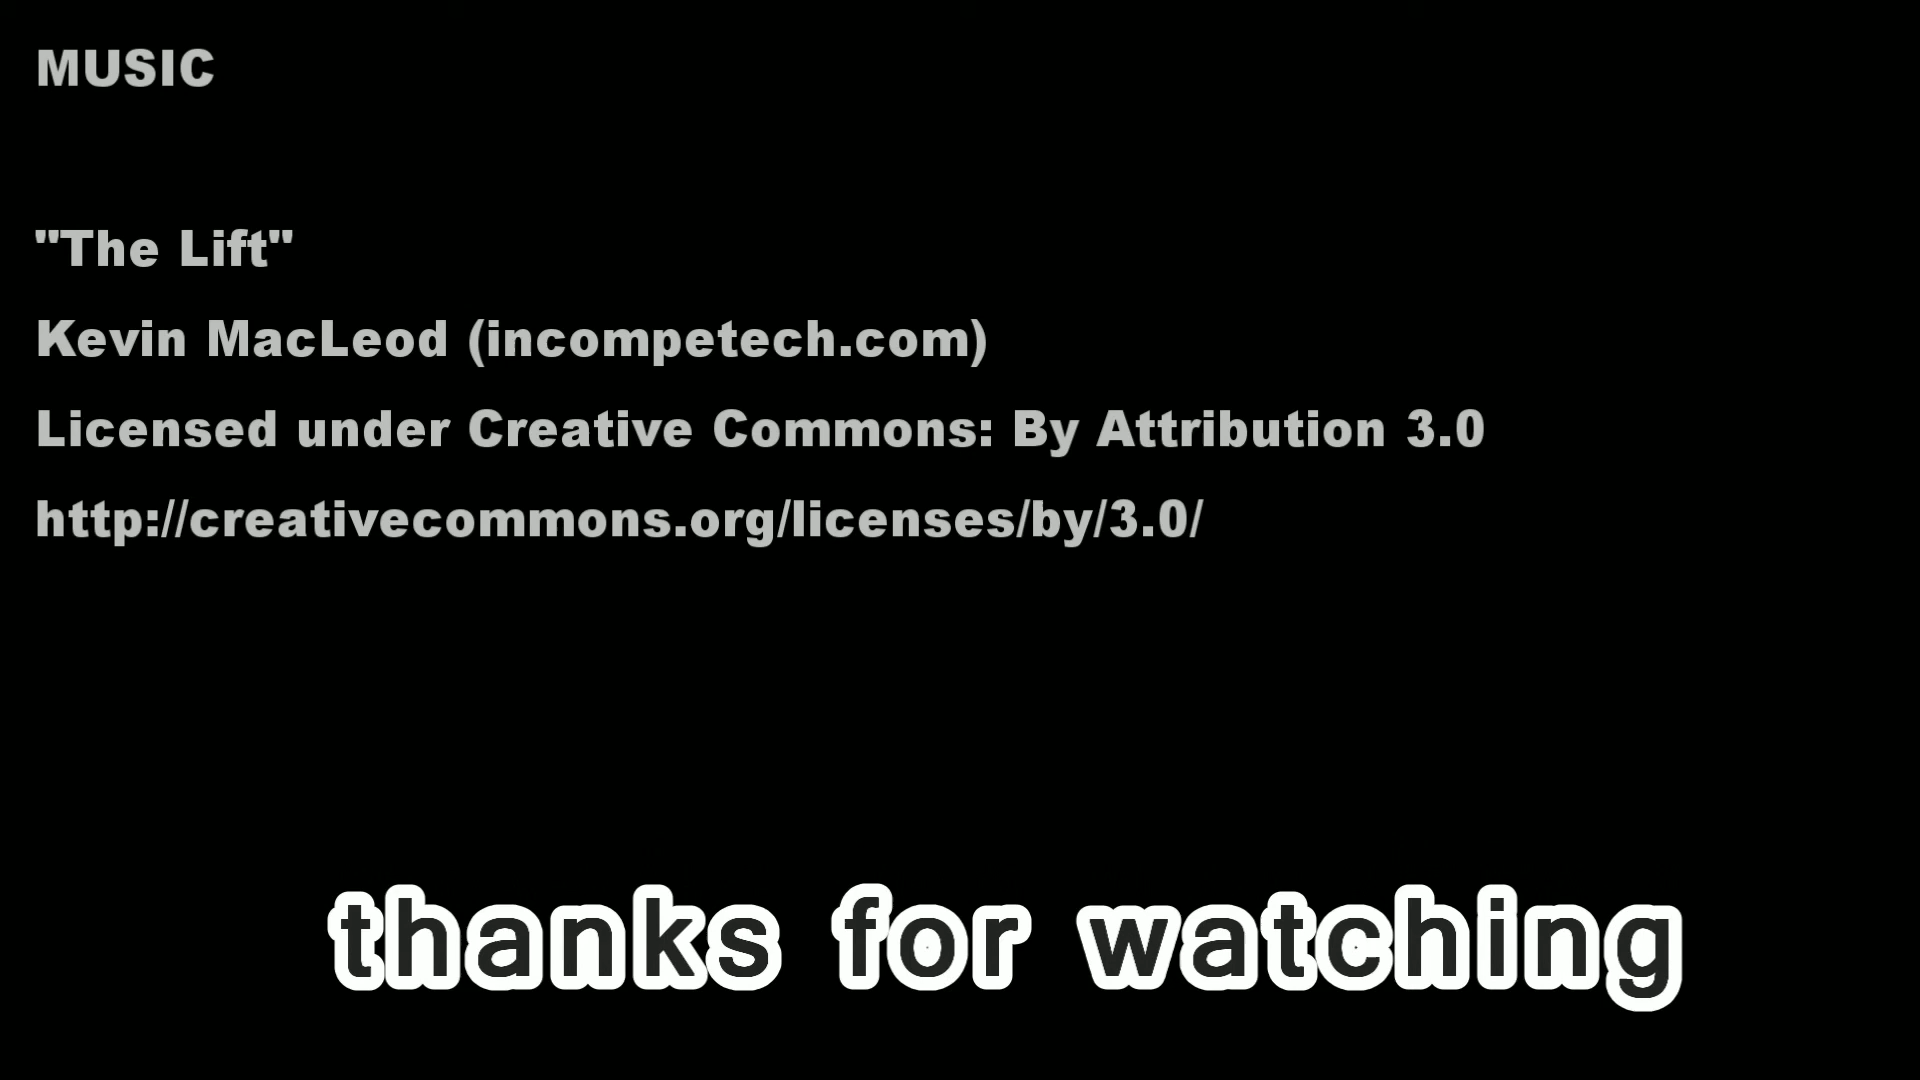 MUSIC
"The Lift"
Kevin MacLeod (incompetech.com)
Licensed under Creative Commons: By Attribution 3.0
http://creativecommons.org/licenses/by/3.0/
thanks for watching